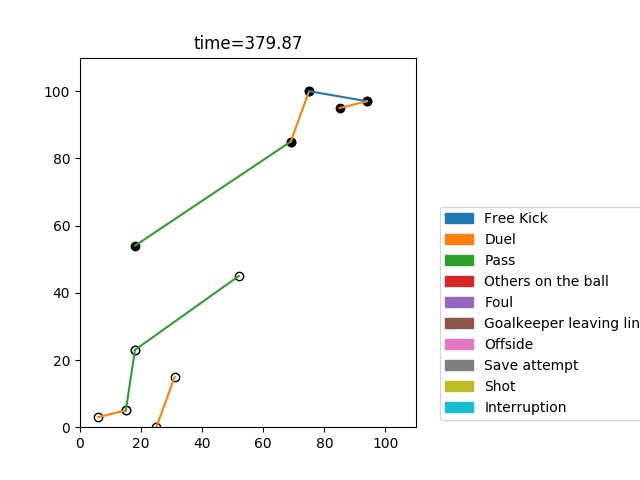 time=379.87
100
80
60
40
20
0
0 20 40 60 80 100
Free Kick
Duel
Pass
Others on the ball
Foul
Goalkeeper leaving lin
Offside
Save attempt
Shot
Interruption